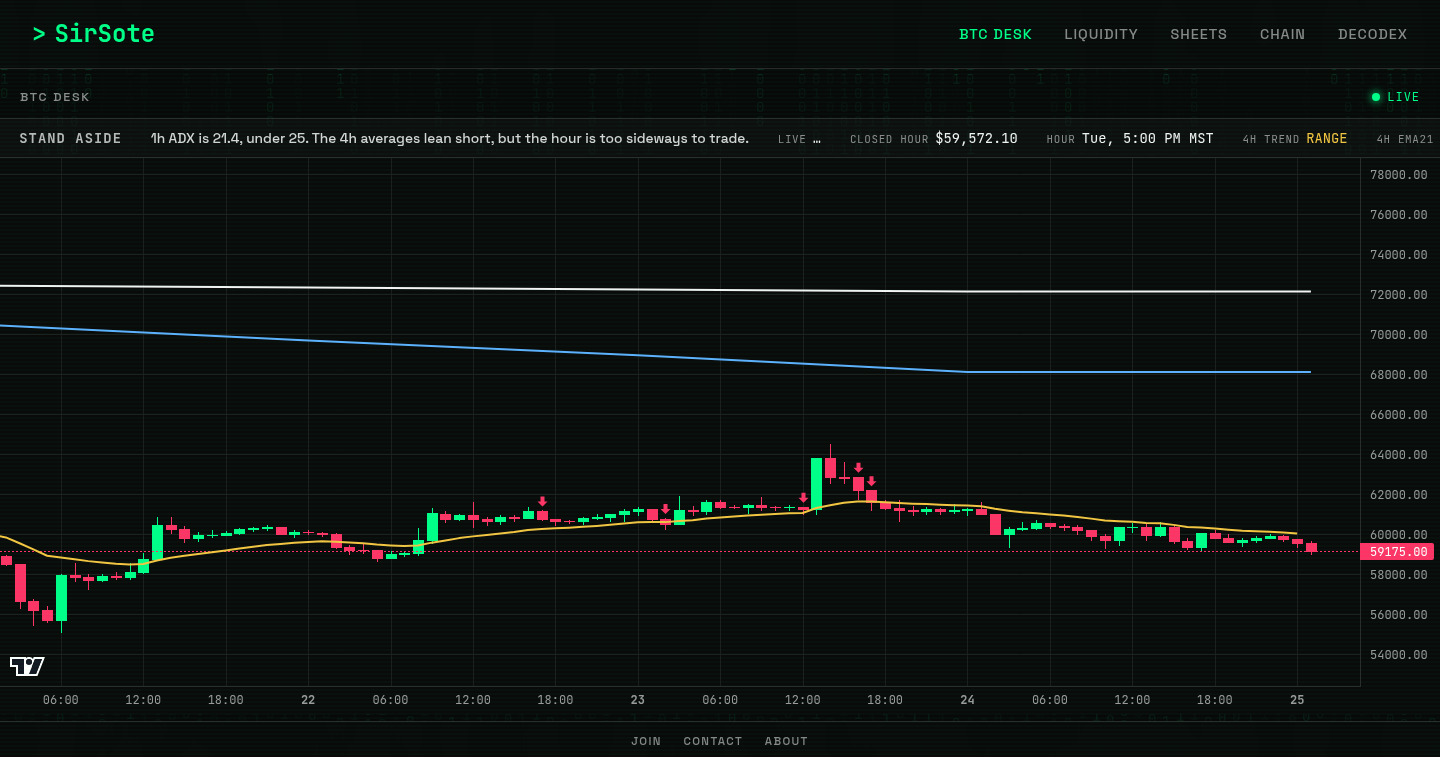 > SirSote
BTC DESK LIQUIDITY SHEETS CHAIN DECODEX
BTC DESK
LIVE
STAND ASIDE 1h ADX is 21.4, under 25. The 4h averages lean short, but the hour is too sideways to trade. LIVE … CLOSED HOUR $59,572.10 HOUR Tue, 5:00 PM MST 4H TREND RANGE 4H EMA21
78000.00
76000.00
74000.00
72000.00
70000.00
68000.00
66000.00
64000.00
62000.00
60000.00
59175.00
58000.00
56000.00
54000.00
06:00 12:00 18:00 22 06:00 12:00 18:00 23 06:00 12:00 18:00 24 06:00 12:00 18:00 25
JOIN CONTACT ABOUT